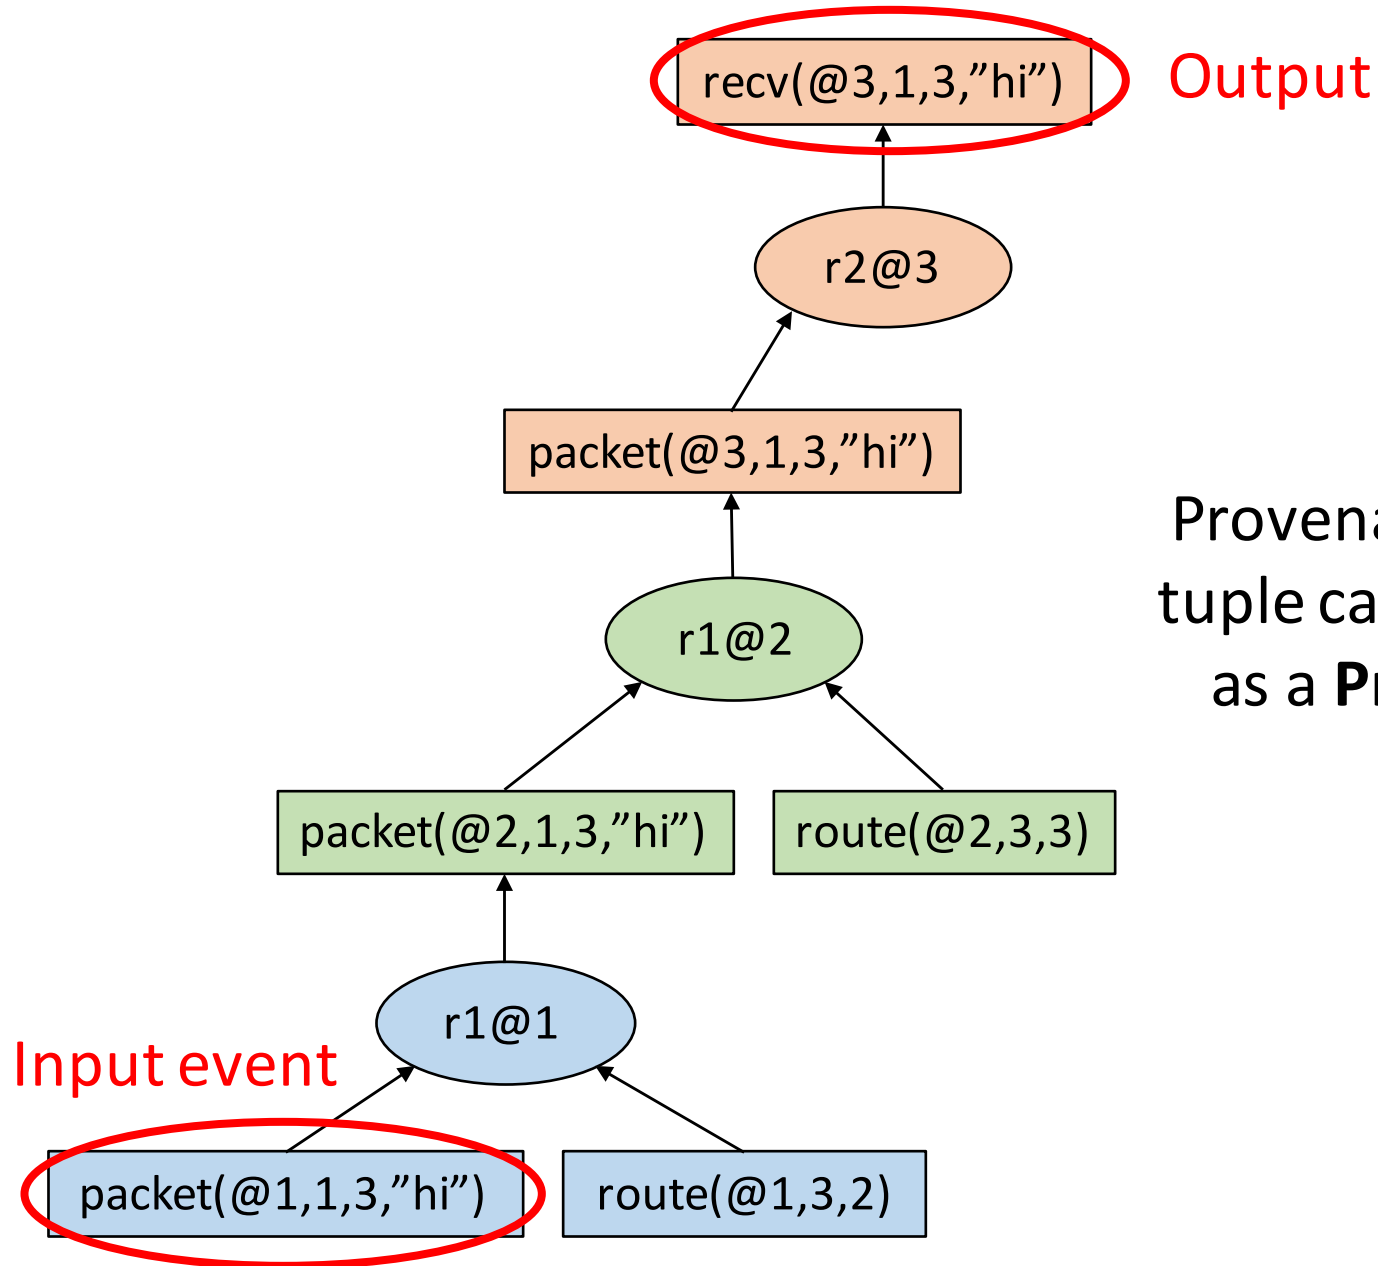 recv(@3,1,3,”hi”)
Output
r2@3
packet(@3,1,3,”hi”)
r1@2
tuple
as a
packet(@2,1,3,”hi”)
route(@2,3,3)
r1@1
Input event
packet(@1,1,3,”hi”)
route(@1,3,2)